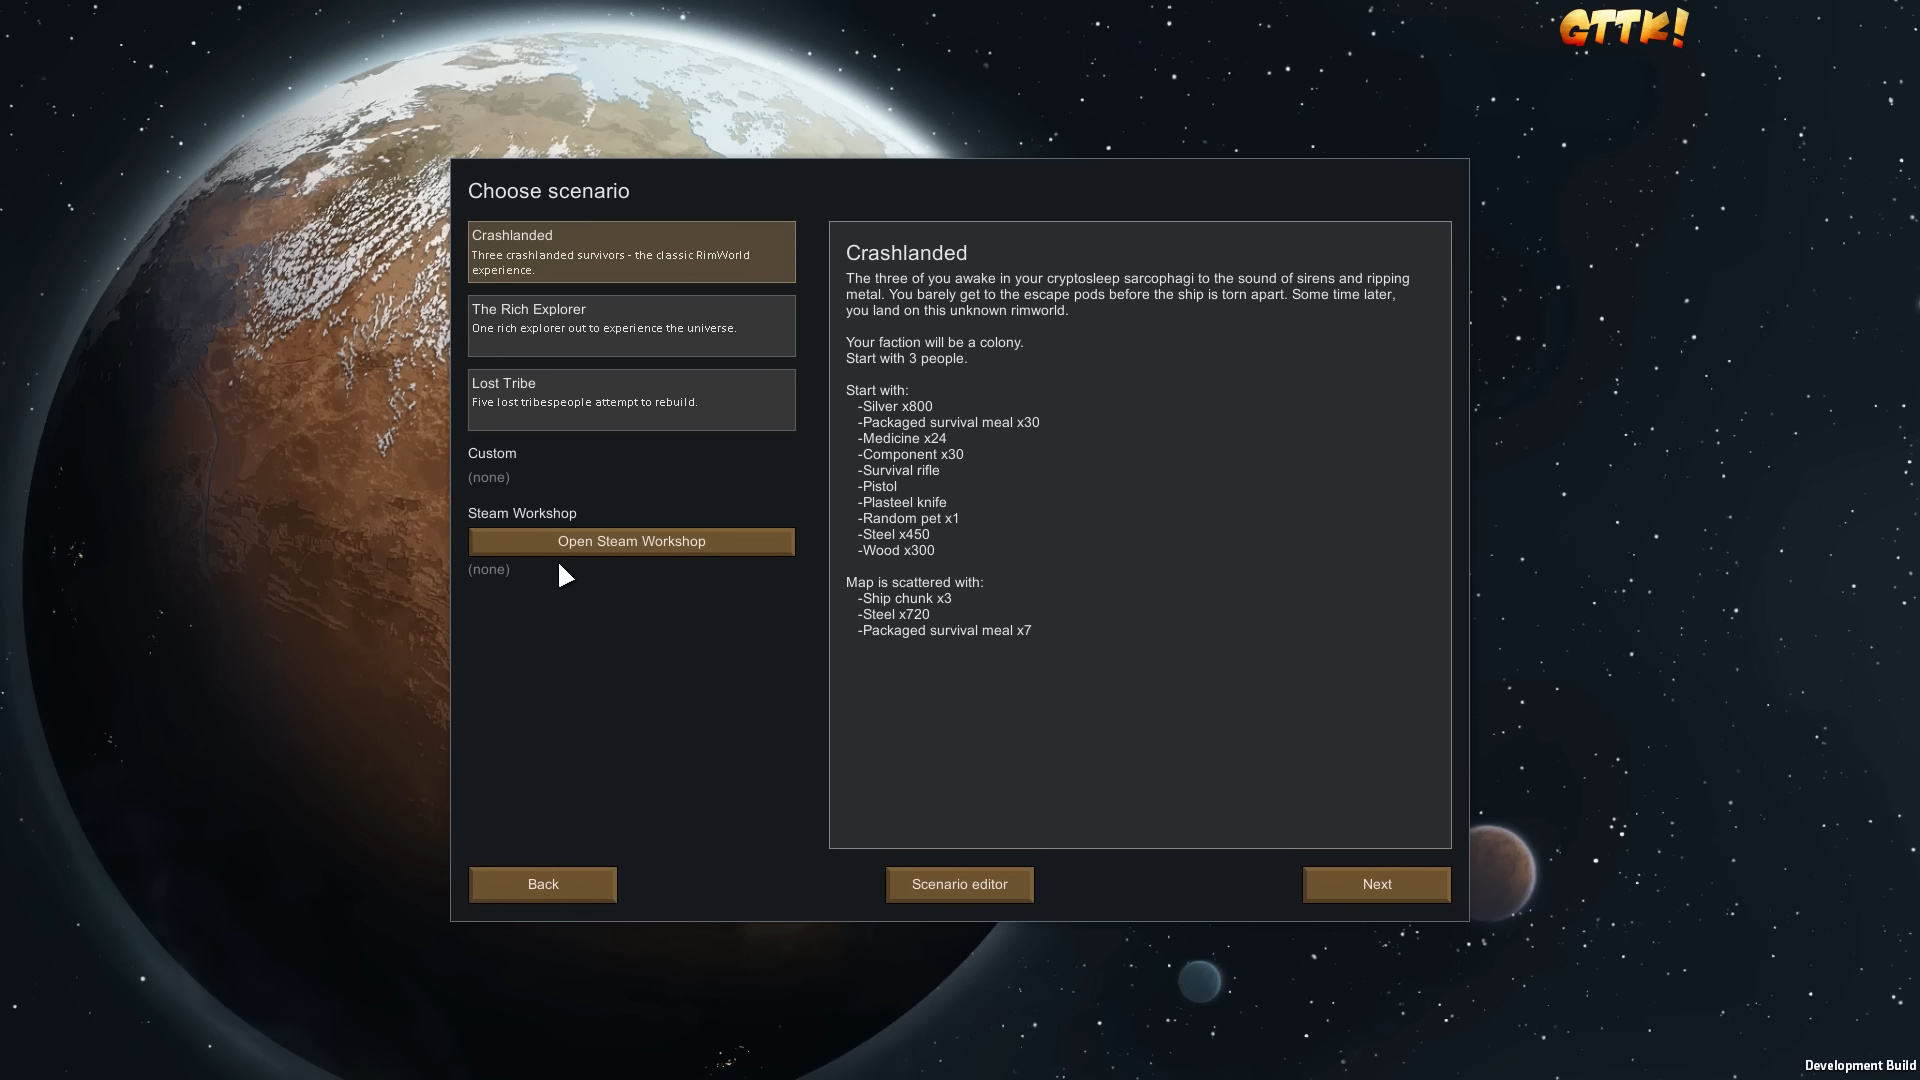 GTTK!
Choose scenario
Crashlanded
Three crashlanded survivors - the classic RimWorld
experience.
The Rich Explorer
One rich explorer out to experience the universe.
Lost Tribe
Five lost tribespeople attempt to rebuild.
Custom
(none)
Steam Workshop
Open Steam Workshop
(none)
Crashlanded
The three of you awake in your cryptosleep sarcophagi to the sound of sirens and ripping
metal. You barely get to the escape pods before the ship is torn apart. Some time later,
you land on this unknown rimworld.
Your faction will be a colony.
Start with 3 people.
Start with:
-Silver x800
-Packaged survival meal x30
-Medicine x24
-Component x30
-Survival rifle
-Pistol
-Plasteel knife
-Random pet x1
-Steel x450
-Wood x300
Map is scattered with:
-Ship chunk x3
-Steel x720
-Packaged survival meal x7
Back
Scenario editor
Next
Development Build